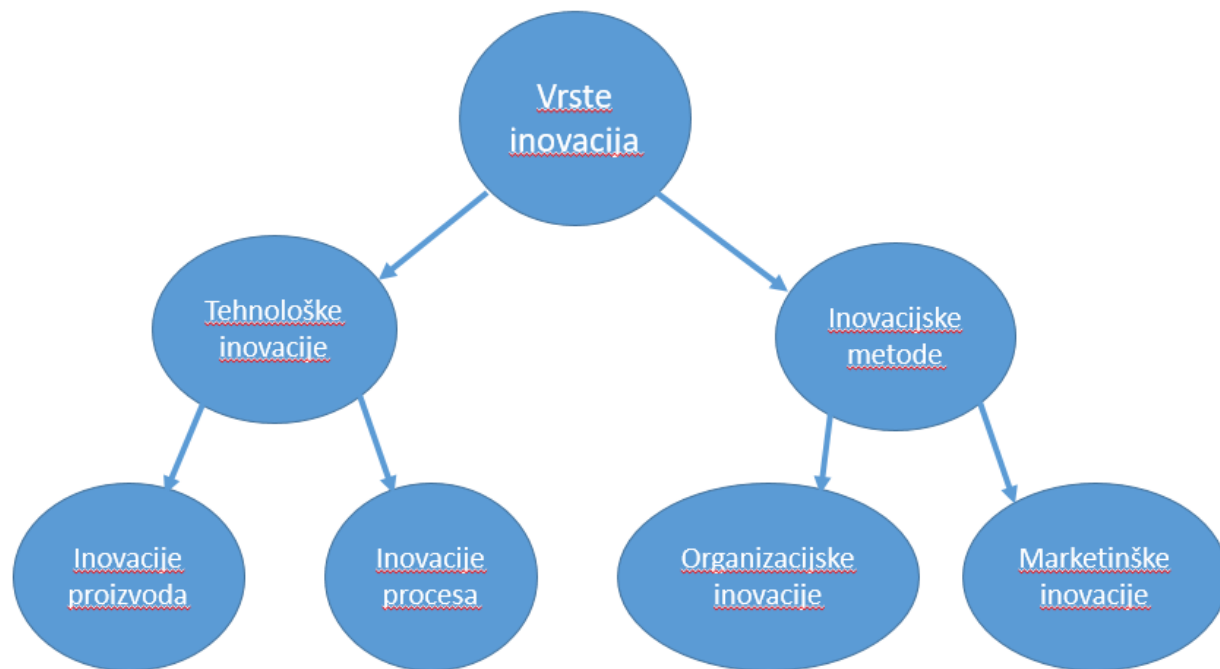 Vrste
inovacija
Tehnološke
inovacije
Inovacijske
metode
Inovacije
proizvoda
Inovacije
procesa
Organizacijske
inovacije
Marketinške
inovacije